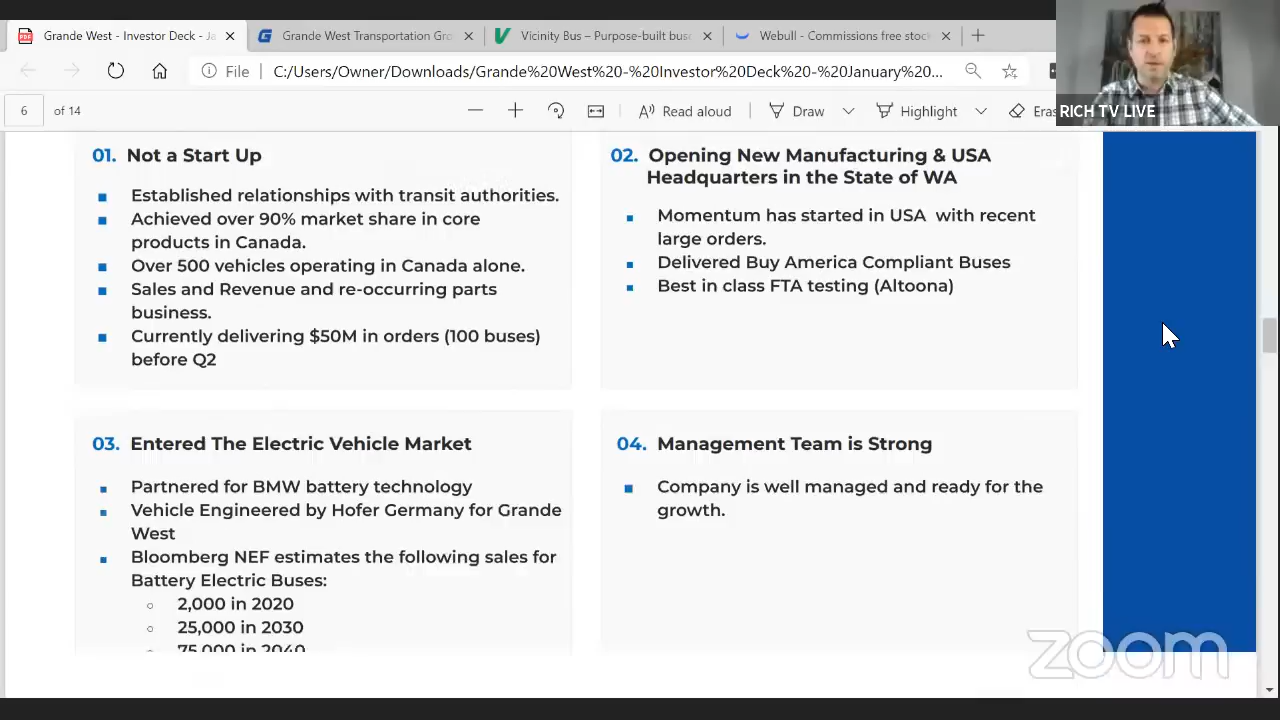 Grande West - Investor Deck - Ja
Grande West Transportation Gro
Vicinity Bus – Purpose-built bus
Webull - Commissions free stoc
File
C:/Users/Owner/Downloads/Grande%20West%20-%20Investor%20Deck%20-%20January%20...
6 of 14
Read aloud
Draw
Highlight
Eras
RICH TV LIVE
01. Not a Start Up
Established relationships with transit authorities.
Achieved over 90% market share in core
products in Canada.
Over 500 vehicles operating in Canada alone.
Sales and Revenue and re-occurring parts
business.
Currently delivering $50M in orders (100 buses)
before Q2
02. Opening New Manufacturing & USA
Headquarters in the State of WA
Momentum has started in USA with recent
large orders.
Delivered Buy America Compliant Buses
Best in class FTA testing (Altoona)
03. Entered The Electric Vehicle Market
Partnered for BMW battery technology
Vehicle Engineered by Hofer Germany for Grande
West
Bloomberg NEF estimates the following sales for
Battery Electric Buses:
2,000 in 2020
25,000 in 2030
75,000 in 2040
04. Management Team is Strong
Company is well managed and ready for the
growth.
zoom